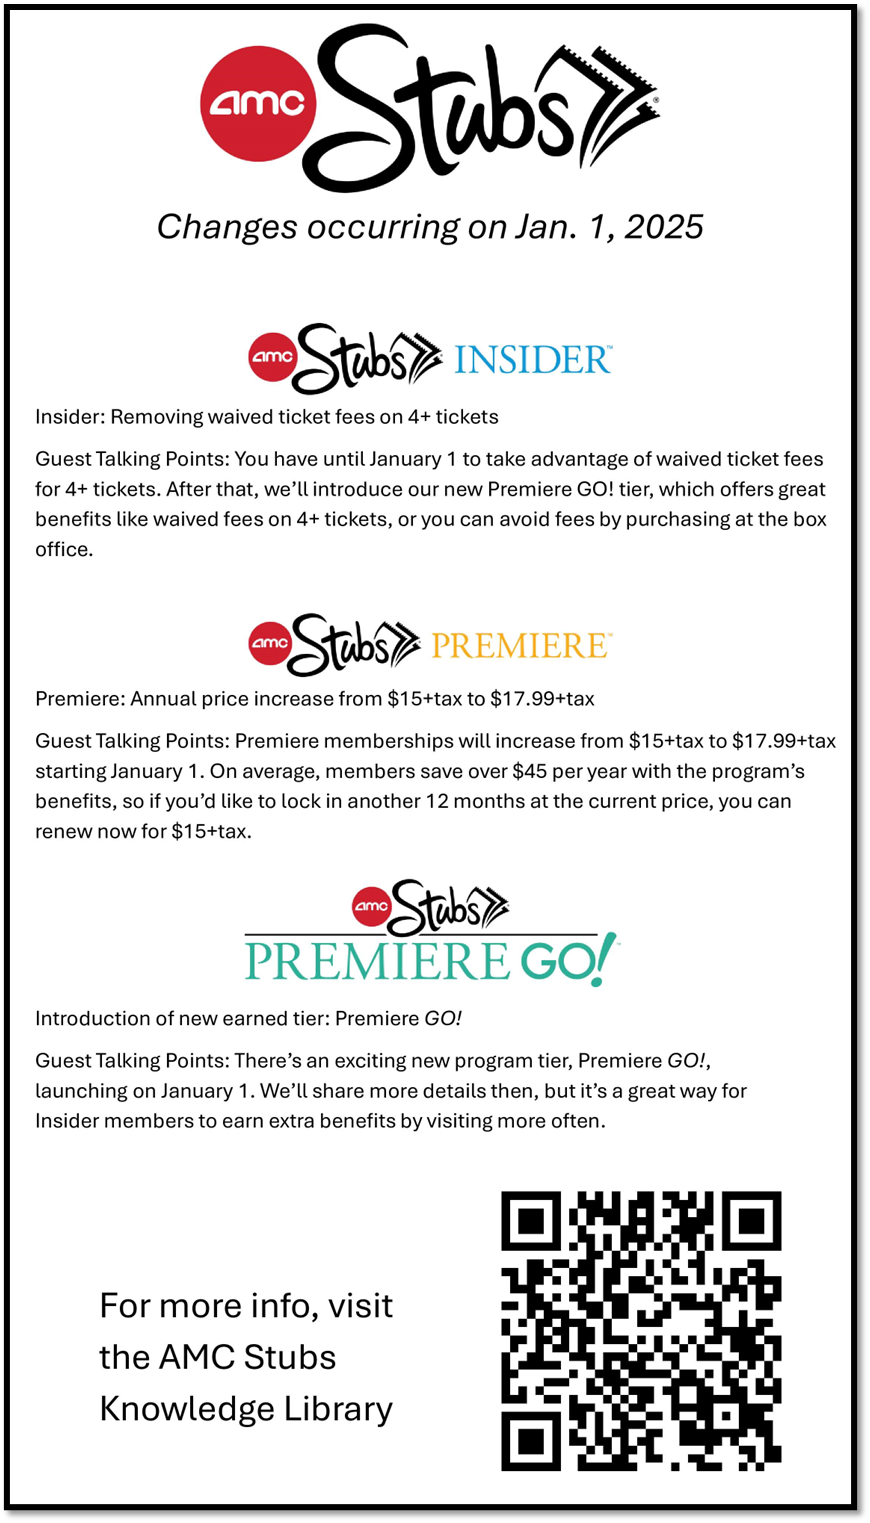 amc Stubs®
Changes occurring on Jan. 1, 2025
amc Stubs INSIDER™
Insider: Removing waived ticket fees on 4+ tickets
Guest Talking Points: You have until January 1 to take advantage of waived ticket fees
for 4+ tickets. After that, we’ll introduce our new Premiere GO! tier, which offers great
benefits like waived fees on 4+ tickets, or you can avoid fees by purchasing at the box
office.
amc Stubs PREMIERE™
Premiere: Annual price increase from $15+tax to $17.99+tax
Guest Talking Points: Premiere memberships will increase from $15+tax to $17.99+tax
starting January 1. On average, members save over $45 per year with the program’s
benefits, so if you’d like to lock in another 12 months at the current price, you can
renew now for $15+tax.
amc Stubs
PREMIERE GO!™
Introduction of new earned tier: Premiere GO!
Guest Talking Points: There’s an exciting new program tier, Premiere GO!,
launching on January 1. We’ll share more details then, but it’s a great way for
Insider members to earn extra benefits by visiting more often.
For more info, visit
the AMC Stubs
Knowledge Library